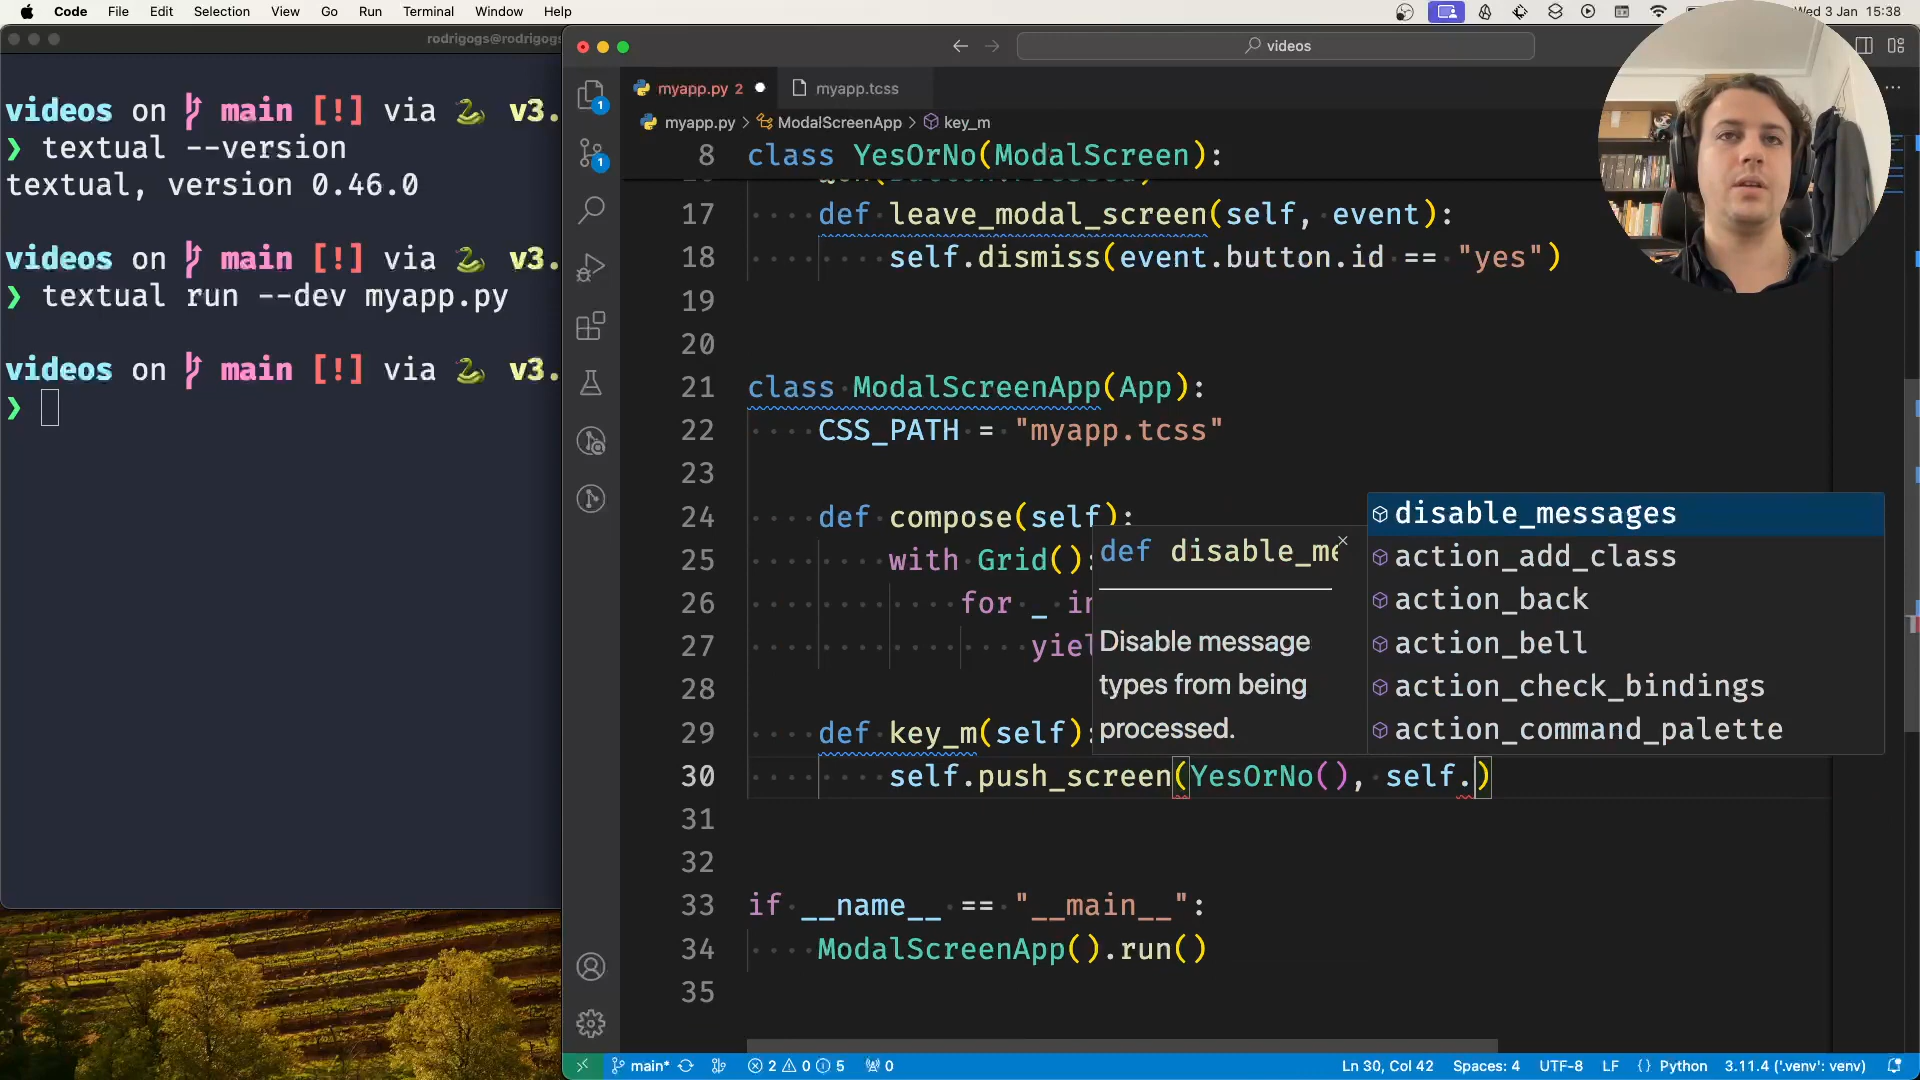 Code File Edit Selection View Go Run Terminal Window Help
Wed 3 Jan 15:38
rodrigogs@rodrigogs
videos on main [!] via v3.
❯ textual --version
textual, version 0.46.0
videos on main [!] via v3.
❯ textual run --dev myapp.py
videos on main [!] via v3.
❯
videos
myapp.py 2
myapp.tcss
myapp.py > ModalScreenApp > key_m
1
1
8 class YesOrNo(ModalScreen):
17 def leave_modal_screen(self, event):
18 self.dismiss(event.button.id == "yes")
19
20
21 class ModalScreenApp(App):
22 CSS_PATH = "myapp.tcss"
23
24 def compose(self):
25 with Grid():
26 for _ in
27 yiel
28
29 def key_m(self):
30 self.push_screen(YesOrNo(), self.)
31
32
33 if __name__ == "__main__":
34 ModalScreenApp().run()
35
def disable_me
Disable message
types from being
processed.
disable_messages
action_add_class
action_back
action_bell
action_check_bindings
action_command_palette
main* 2 0 5 0 Ln 30, Col 42 Spaces: 4 UTF-8 LF {} Python 3.11.4 ('.venv': venv)